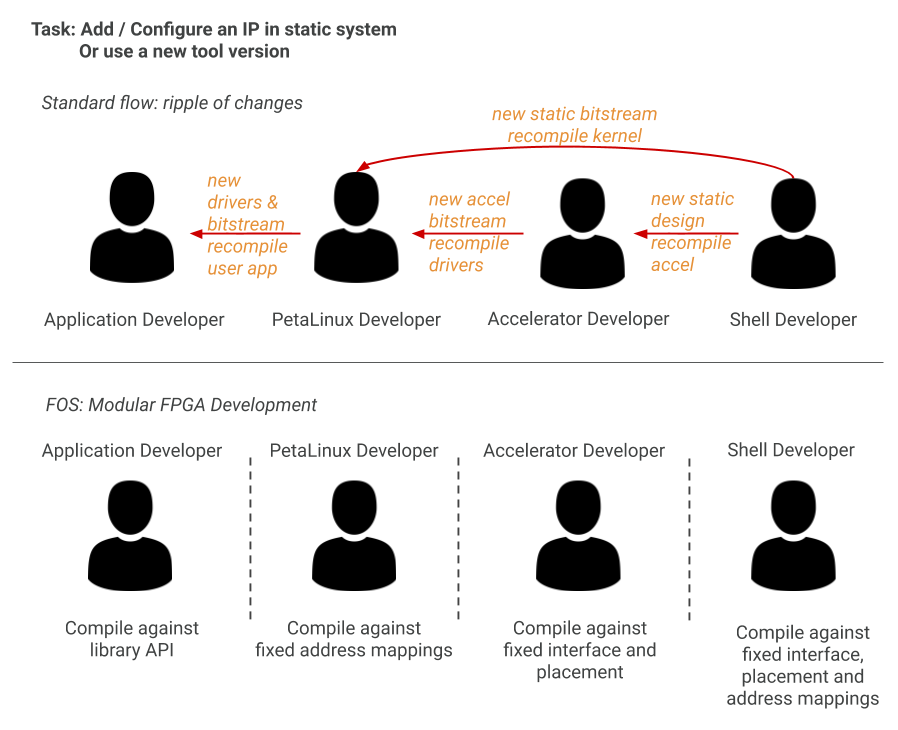 Task: Add / Configure an IP in static system
Or use a new tool version
Standard flow: ripple of changes
new static bitstream
recompile kernel
new
drivers &
bitstream
recompile
user app
new accel
bitstream
recompile
drivers
new static
design
recompile
accel
Application Developer
PetaLinux Developer
Accelerator Developer
Shell Developer
FOS: Modular FPGA Development
Application Developer
PetaLinux Developer
Accelerator Developer
Shell Developer
Compile against
library API
Compile against
fixed address mappings
Compile against
fixed interface and
placement
Compile against
fixed interface,
placement and
address mappings